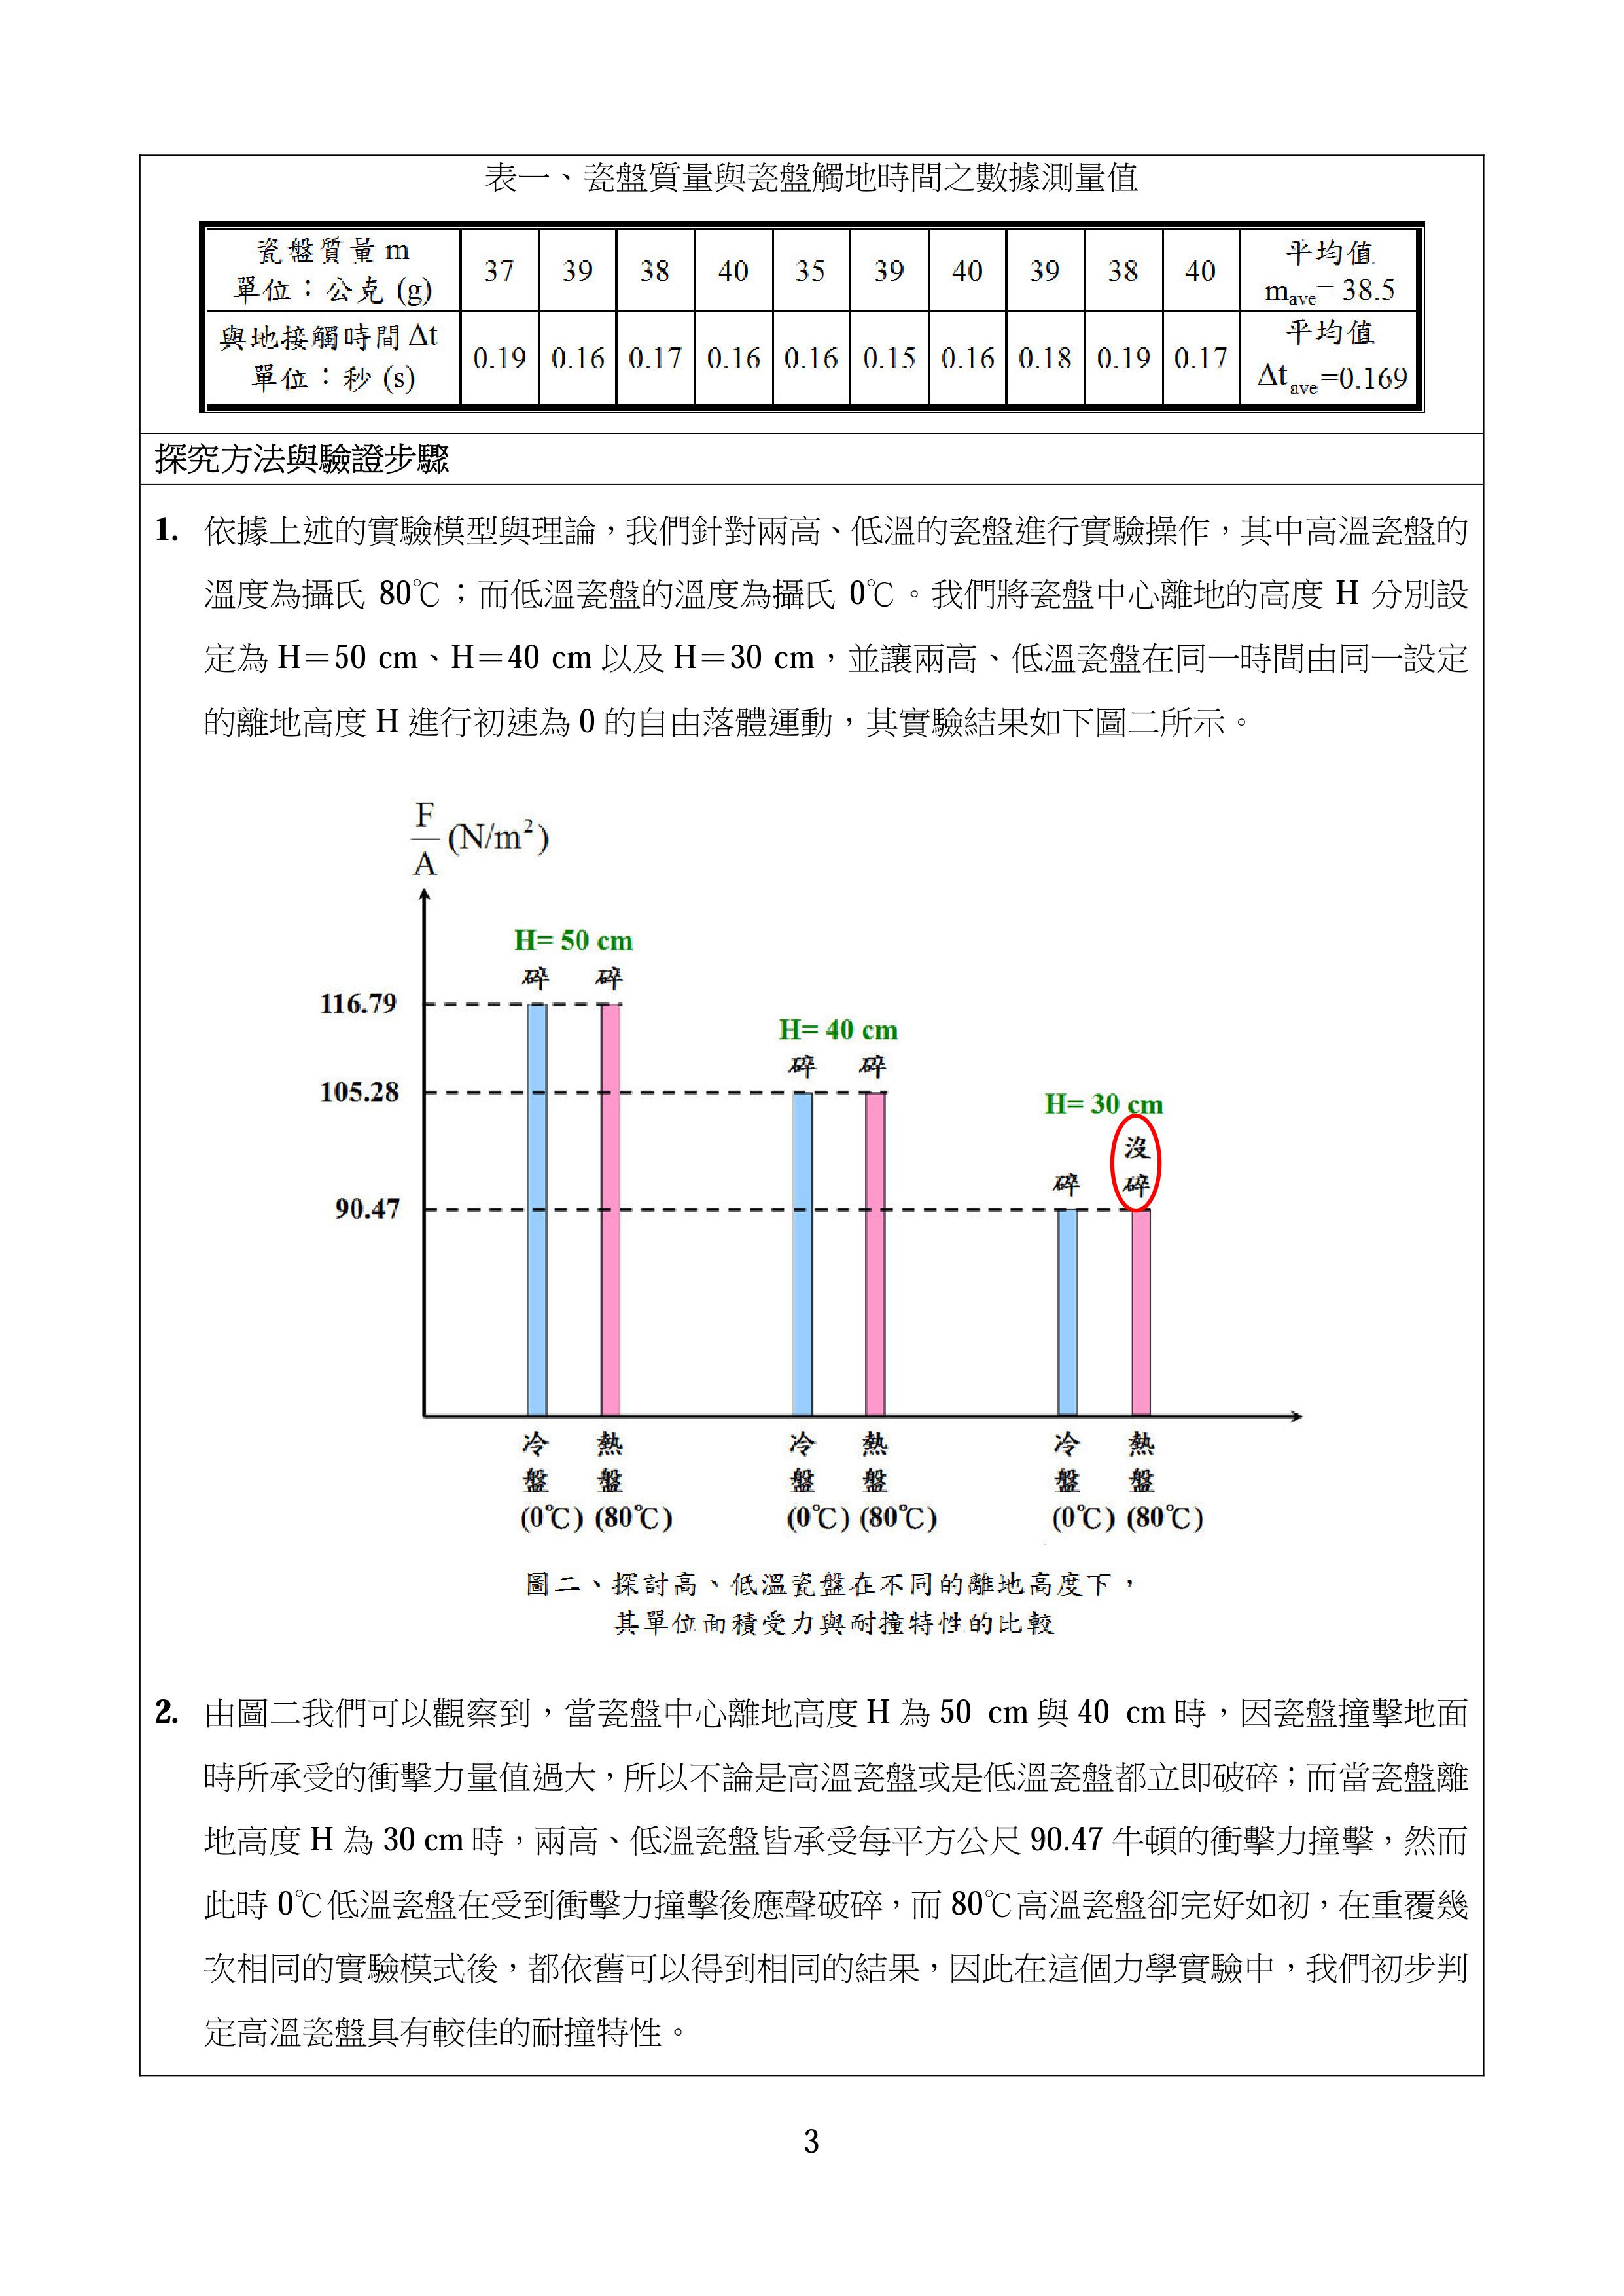 表一、瓷盤質量與瓷盤觸地時間之數據測量值
瓷盤質量 m 單位：公克 (g) 37 39 38 40 35 39 40 39 38 40 平均值 mave= 38.5
與地接觸時間 Δt 單位：秒 (s) 0.19 0.16 0.17 0.16 0.16 0.15 0.16 0.18 0.19 0.17 平均值 Δtave=0.169
探究方法與驗證步驟
1. 依據上述的實驗模型與理論，我們針對兩高、低溫的瓷盤進行實驗操作，其中高溫瓷盤的
溫度為攝氏 80℃；而低溫瓷盤的溫度為攝氏 0℃。我們將瓷盤中心離地的高度 H 分別設
定為 H＝50 cm、H＝40 cm 以及 H＝30 cm，並讓兩高、低溫瓷盤在同一時間由同一設定
的離地高度 H 進行初速為 0 的自由落體運動，其實驗結果如下圖二所示。
F/A (N/m²)
H= 50 cm
碎 碎
116.79
H= 40 cm
碎 碎
105.28
H= 30 cm
碎 沒碎
90.47
冷盤 熱盤 冷盤 熱盤 冷盤 熱盤
(0℃) (80℃) (0℃) (80℃) (0℃) (80℃)
圖二、探討高、低溫瓷盤在不同的離地高度下，
其單位面積受力與耐撞特性的比較
2. 由圖二我們可以觀察到，當瓷盤中心離地高度 H 為 50 cm 與 40 cm 時，因瓷盤撞擊地面
時所承受的衝擊力量值過大，所以不論是高溫瓷盤或是低溫瓷盤都立即破碎；而當瓷盤離
地高度 H 為 30 cm 時，兩高、低溫瓷盤皆承受每平方公尺 90.47 牛頓的衝擊力撞擊，然而
此時 0℃低溫瓷盤在受到衝擊力撞擊後應聲破碎，而 80℃高溫瓷盤卻完好如初，在重覆幾
次相同的實驗模式後，都依舊可以得到相同的結果，因此在這個力學實驗中，我們初步判
定高溫瓷盤具有較佳的耐撞特性。
3